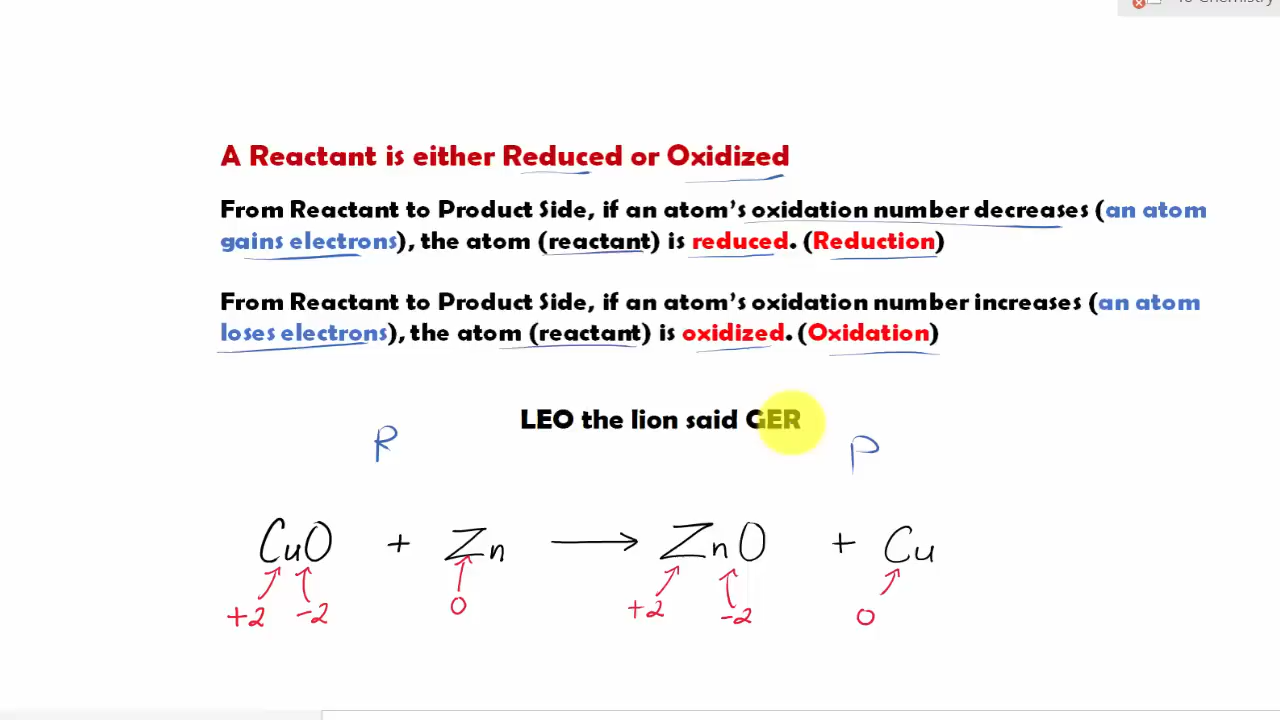 To Chemistry
A Reactant is either Reduced or Oxidized
From Reactant to Product Side, if an atom’s oxidation number decreases (an atom
gains electrons), the atom (reactant) is reduced. (Reduction)
From Reactant to Product Side, if an atom’s oxidation number increases (an atom
loses electrons), the atom (reactant) is oxidized. (Oxidation)
LEO the lion said GER
R P
CuO + Zn → ZnO + Cu
+2 -2 0 +2 -2 0